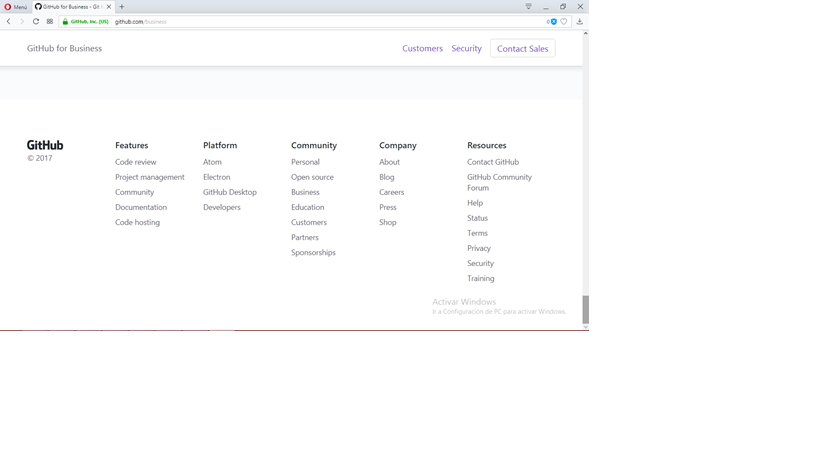 Menú
GitHub for Business - Git
GitHub, Inc. [US]
github.com/business
0
GitHub for Business
Customers
Security
Contact Sales
GitHub
© 2017
Features
Code review
Project management
Community
Documentation
Code hosting
Platform
Atom
Electron
GitHub Desktop
Developers
Community
Personal
Open source
Business
Education
Customers
Partners
Sponsorships
Company
About
Blog
Careers
Press
Shop
Resources
Contact GitHub
GitHub Community
Forum
Help
Status
Terms
Privacy
Security
Training
Activar Windows
Ir a Configuración de PC para activar Windows.